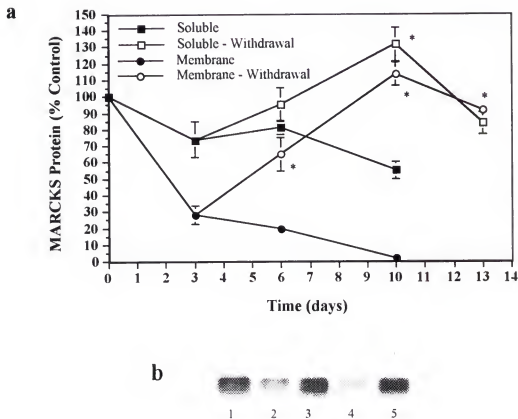 a
150
140
130
120
110
100
90
80
70
60
50
40
30
20
10
0
MARCKS Protein (% Control)
Soluble
Soluble - Withdrawal
Membrane
Membrane - Withdrawal
*
*
*
*
0 1 2 3 4 5 6 7 8 9 10 11 12 13 14
Time (days)
b
1 2 3 4 5